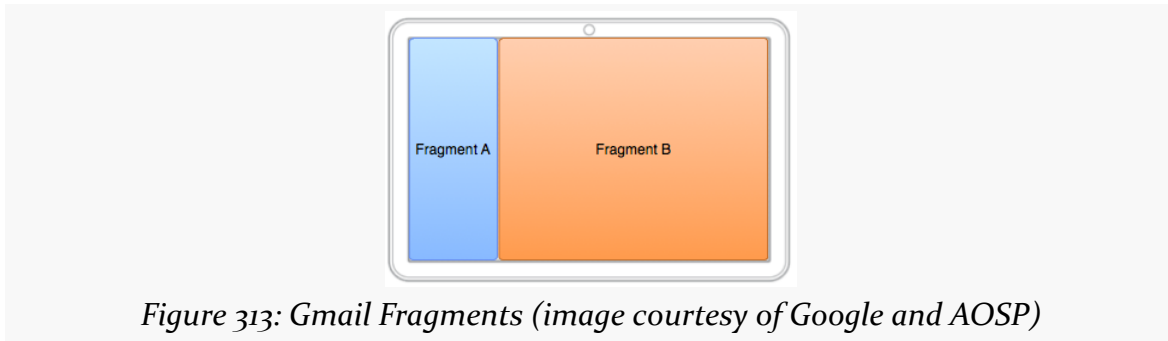 Fragment A
Fragment B
Figure 313: Gmail Fragments (image courtesy of Google and AOSP)